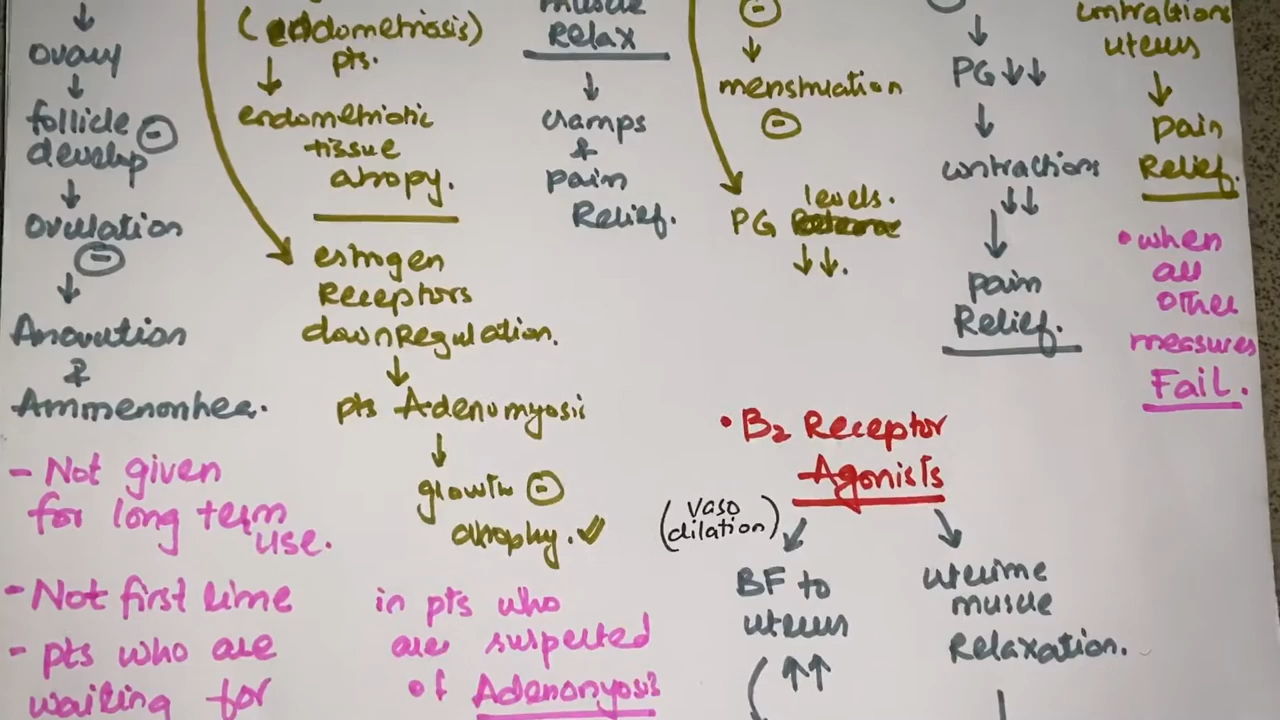 ovary
follicle
develop
-
ovulation
-
Anovution
&
Ammenorrhea.
- Not given
for long term
use.
- Not first line
- pts who are
waiting for
(endometriosis)
pts.
endometriotic
tissue
atropy.
estrogen
Receptors
downRegulation.
pts Adenomyosis
growth -
atrophy.
in pts who
are suspected
of Adenomyosis
muscle
Relax
cramps
&
pain
Relief.
-
menstruation
-
PG levels.
• B2 Receptor
Agonists
(vaso
dilation)
BF to
uterus
uterine
muscle
Relaxation.
PG
contractions
pain
Relief.
contractions
uterus
pain
Relief.
• when
all
other
measures
Fail.